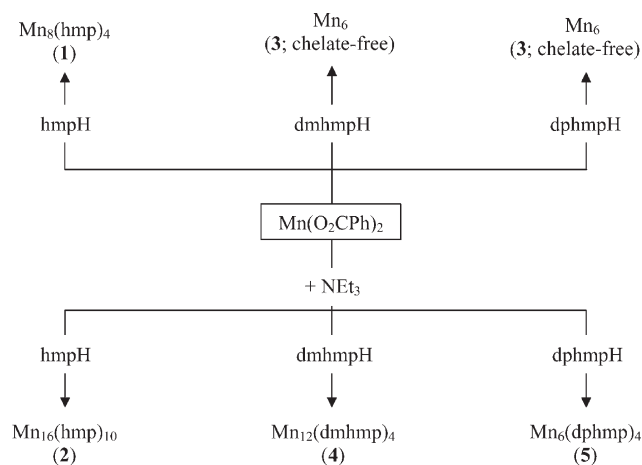 Mn₈(hmp)₄
(1)
Mn₆
(3; chelate-free)
Mn₆
(3; chelate-free)
hmpH
dmhmpH
dphmpH
Mn(O₂CPh)₂
+ NEt₃
hmpH
dmhmpH
dphmpH
Mn₁₆(hmp)₁₀
(2)
Mn₁₂(dmhmp)₄
(4)
Mn₆(dphmp)₄
(5)